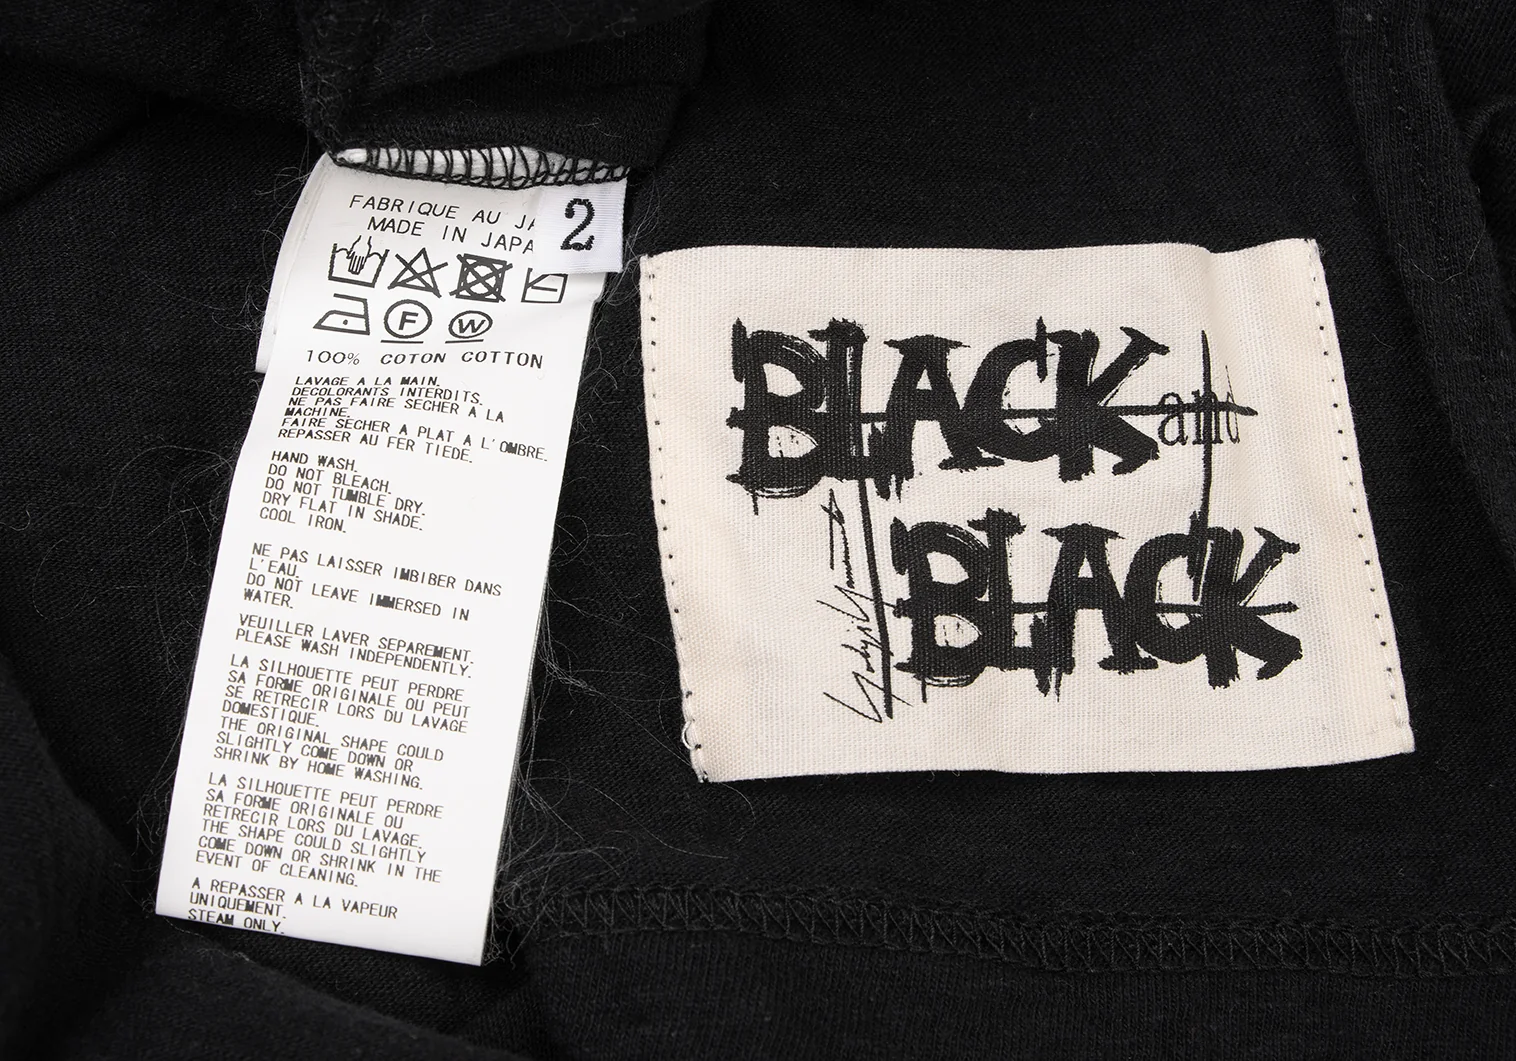 FABRIQUE AU JA
MADE IN JAPA
2
F
W
100% COTON COTTON
LAVAGE A LA MAIN.
DECOLORANTS INTERDITS.
NE PAS FAIRE SECHER A LA
MACHINE.
FAIRE SECHER A PLAT A L'OMBRE.
REPASSER AU FER TIEDE.
HAND WASH.
DO NOT BLEACH.
DO NOT TUMBLE DRY.
DRY FLAT IN SHADE.
COOL IRON.
NE PAS LAISSER IMBIBER DANS
L'EAU.
DO NOT LEAVE IMMERSED IN
WATER.
VEUILLER LAVER SEPAREMENT.
PLEASE WASH INDEPENDENTLY.
LA SILHOUETTE PEUT PERDRE
SA FORME ORIGINALE OU PEUT
SE RETRECIR LORS DU LAVAGE
DOMESTIQUE.
THE ORIGINAL SHAPE COULD
SLIGHTLY COME DOWN OR
SHRINK BY HOME WASHING.
LA SILHOUETTE PEUT PERDRE
SA FORME ORIGINALE OU
RETRECIR LORS DU LAVAGE.
THE SHAPE COULD SLIGHTLY
COME DOWN OR SHRINK IN THE
EVENT OF CLEANING.
A REPASSER A LA VAPEUR
UNIQUEMENT.
STEAM ONLY.
BLACK and
BLACK
Yohji Yamamoto